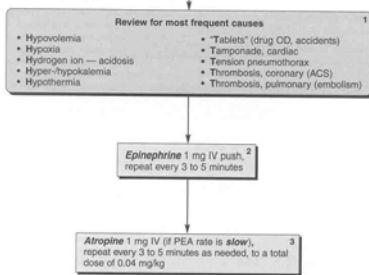 Review for most frequent causes
1
• Hypovolemia
• Hypoxia
• Hydrogen ion — acidosis
• Hyper-/hypokalemia
• Hypothermia
• "Tablets" (drug OD, accidents)
• Tamponade, cardiac
• Tension pneumothorax
• Thrombosis, coronary (ACS)
• Thrombosis, pulmonary (embolism)
Epinephrine 1 mg IV push, 2
repeat every 3 to 5 minutes
Atropine 1 mg IV (if PEA rate is slow), 3
repeat every 3 to 5 minutes as needed, to a total
dose of 0.04 mg/kg